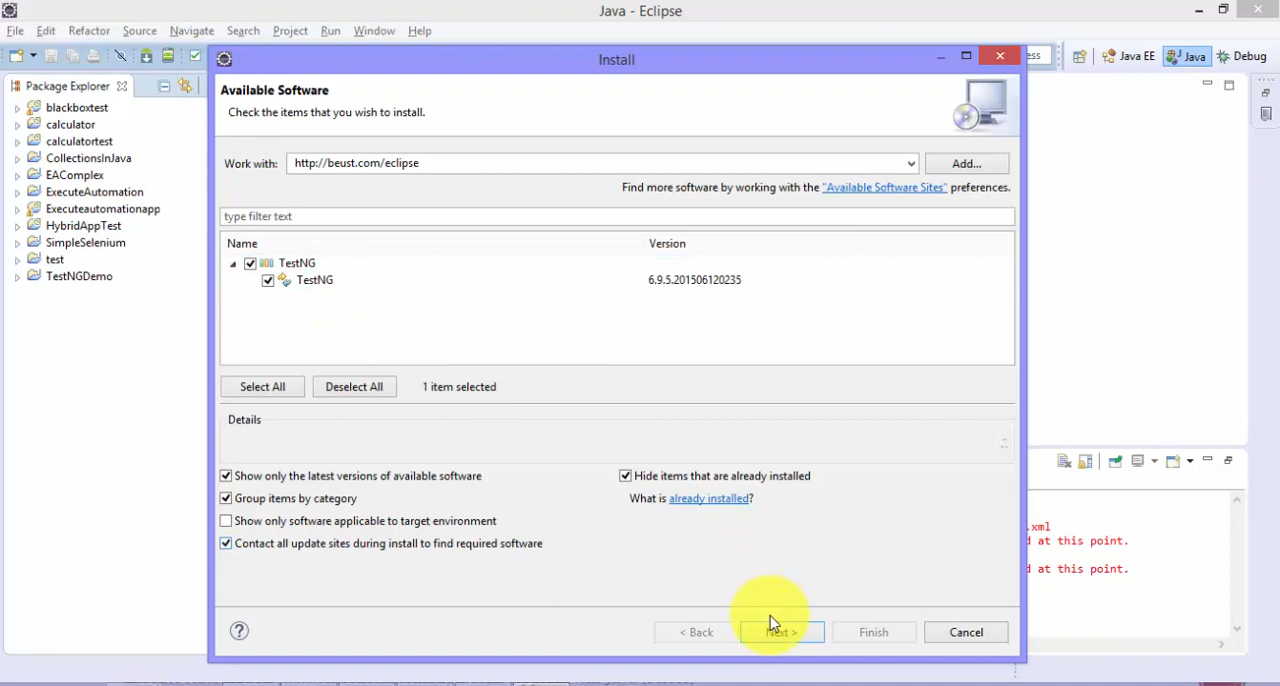 Java - Eclipse
File Edit Refactor Source Navigate Search Project Run Window Help
Install
Java EE Java Debug
Package Explorer
blackboxtest
calculator
calculatortest
CollectionsInJava
EAComplex
ExecuteAutomation
Executeautomationapp
HybridAppTest
SimpleSelenium
test
TestNGDemo
Available Software
Check the items that you wish to install.
Work with: http://beust.com/eclipse Add...
Find more software by working with the "Available Software Sites" preferences.
type filter text
Name Version
TestNG
TestNG 6.9.5.201506120235
Select All Deselect All 1 item selected
Details
Show only the latest versions of available software Hide items that are already installed
Group items by category What is already installed?
Show only software applicable to target environment
Contact all update sites during install to find required software
.xml
d at this point.
d at this point.
? < Back Next > Finish Cancel